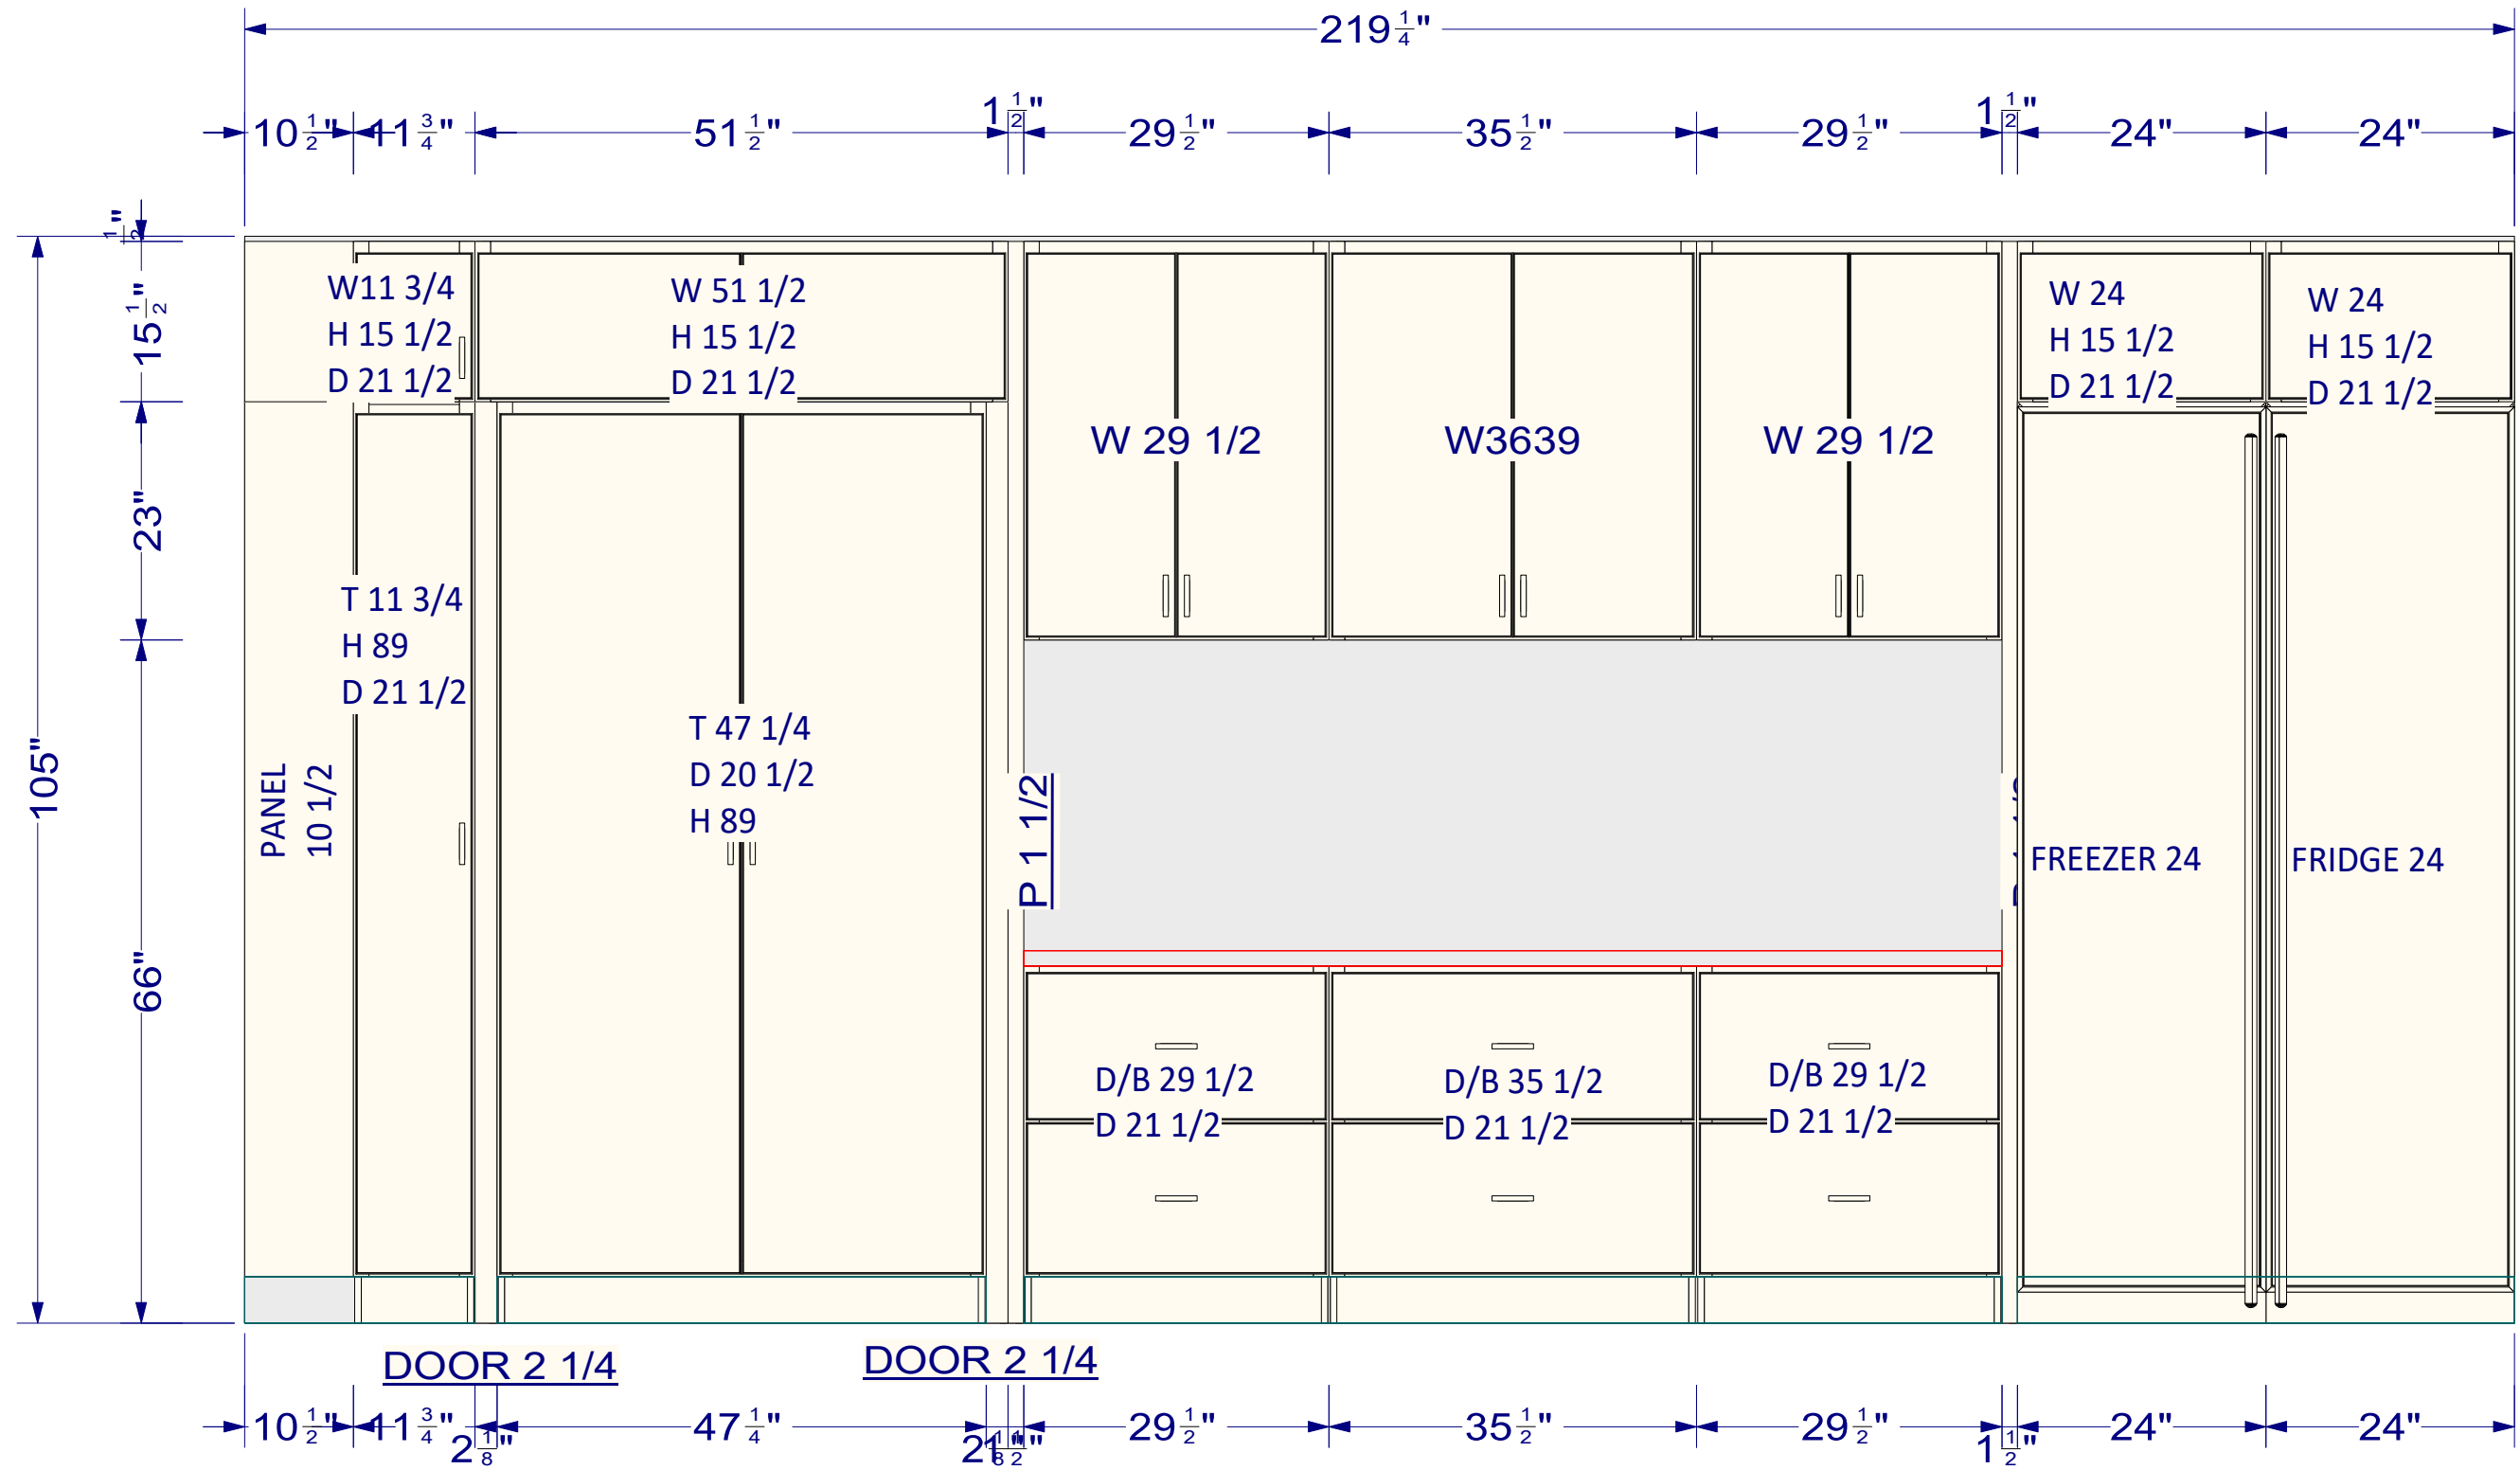 219 1/4"
10 1/2" 11 3/4" 51 1/2" 1 1/2" 29 1/2" 35 1/2" 29 1/2" 1 1/2" 24" 24"
1/2"
15 1/2"
23"
66"
105"
W11 3/4
H 15 1/2
D 21 1/2
W 51 1/2
H 15 1/2
D 21 1/2
W 24
H 15 1/2
D 21 1/2
W 24
H 15 1/2
D 21 1/2
W 29 1/2
W3639
W 29 1/2
T 11 3/4
H 89
D 21 1/2
T 47 1/4
D 20 1/2
H 89
PANEL
10 1/2
P 1 1/2
FREEZER 24
FRIDGE 24
D/B 29 1/2
D 21 1/2
D/B 35 1/2
D 21 1/2
D/B 29 1/2
D 21 1/2
DOOR 2 1/4
DOOR 2 1/4
10 1/2" 11 3/4" 2 1/8" 47 1/4" 2 1/8" 1 1/2" 29 1/2" 35 1/2" 29 1/2" 1 1/2" 24" 24"